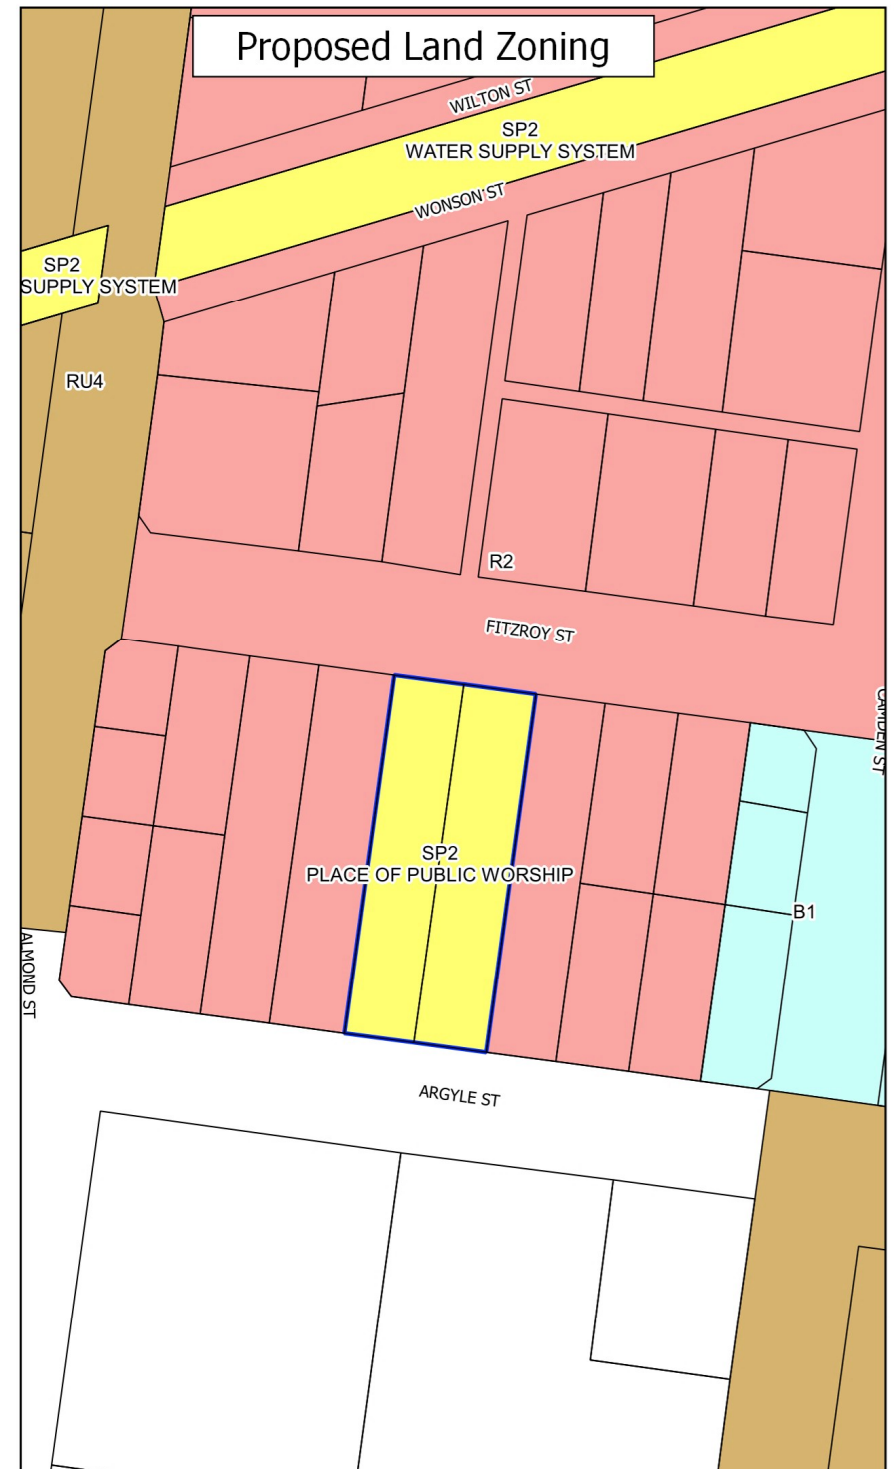 Proposed Land Zoning
WILTON ST
SP2
WATER SUPPLY SYSTEM
WONSON ST
SP2
SUPPLY SYSTEM
RU4
R2
FITZROY ST
CAMDEN ST
SP2
PLACE OF PUBLIC WORSHIP
B1
ALMOND ST
ARGYLE ST